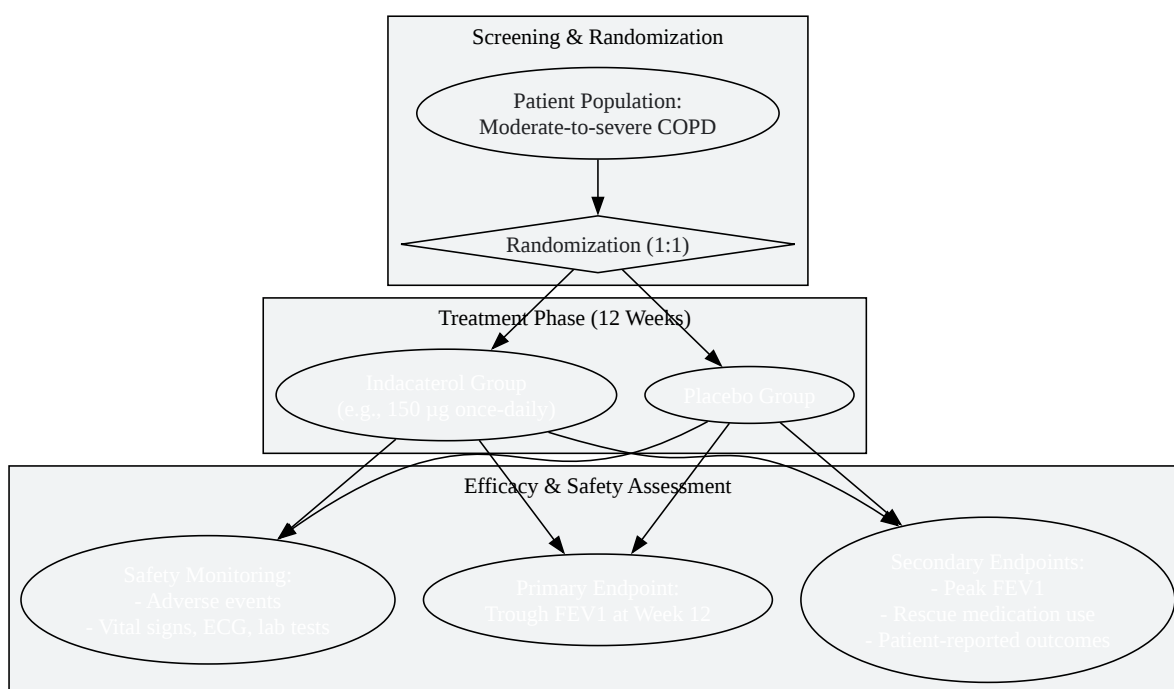 Screening & Randomization
Patient Population:
Moderate-to-severe COPD
Randomization (1:1)
Treatment Phase (12 Weeks)
Indacaterol Group
(e.g., 150 µg once-daily)
Placebo Group
Efficacy & Safety Assessment
Safety Monitoring:
- Adverse events
- Vital signs, ECG, lab tests
Primary Endpoint:
Trough FEV1 at Week 12
Secondary Endpoints:
- Peak FEV1
- Rescue medication use
- Patient-reported outcomes